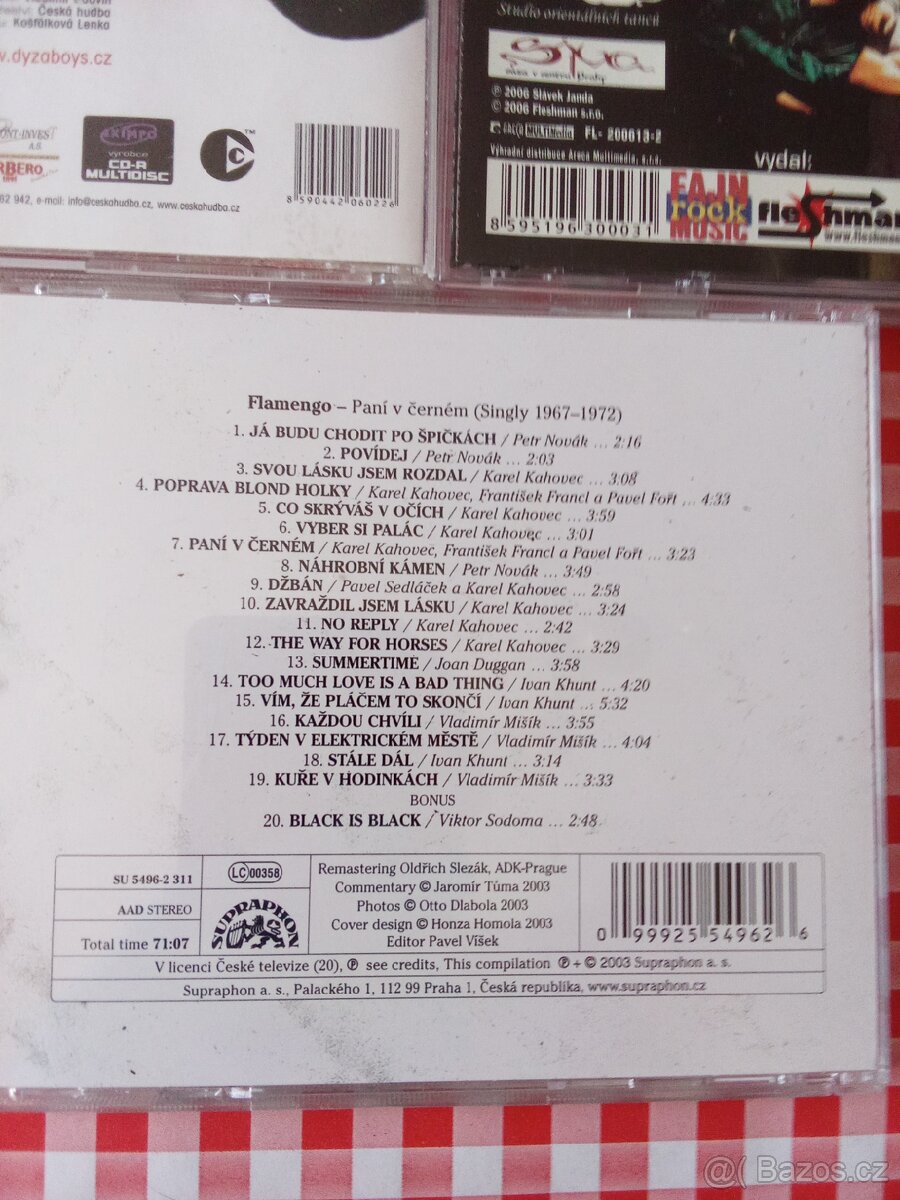 Česká hudba
Košťálková Lenka
.dyzaboys.cz
ONT-INVEST
A.S.
RBERO
AXIMPO
výrobce
CD-R
MULTIDISC
C
TM
62 942, e-mail: info@ceskahudba.cz, www.ceskahudba.cz
8 590442 060226
Studio orientálních tanců
℗ 2006 Slávek Janda
© 2006 Fleshman s.r.o.
MULTIMedia FL- 200613-2
Výhradní distribuce Areca Multimedia, s.r.o.
8 595196 300031
vydal:
FAJN
rock
MUSIC
fleShman
www.fleshma
Flamengo – Paní v černém (Singly 1967–1972)
1. JÁ BUDU CHODIT PO ŠPIČKÁCH / Petr Novák ... 2:16
2. POVÍDEJ / Petr Novák ... 2:03
3. SVOU LÁSKU JSEM ROZDAL / Karel Kahovec ... 3:08
4. POPRAVA BLOND HOLKY / Karel Kahovec, František Francl a Pavel Fořt ... 4:33
5. CO SKRÝVÁŠ V OČÍCH / Karel Kahovec ... 3:59
6. VYBER SI PALÁC / Karel Kahovec ... 3:01
7. PANÍ V ČERNÉM / Karel Kahovec, František Francl a Pavel Fořt ... 3:23
8. NÁHROBNÍ KÁMEN / Petr Novák ... 3:49
9. DŽBÁN / Pavel Sedláček a Karel Kahovec ... 2:58
10. ZAVRAŽDIL JSEM LÁSKU / Karel Kahovec ... 3:24
11. NO REPLY / Karel Kahovec ... 2:42
12. THE WAY FOR HORSES / Karel Kahovec ... 3:29
13. SUMMERTIME / Joan Duggan ... 3:58
14. TOO MUCH LOVE IS A BAD THING / Ivan Khunt ... 4:20
15. VÍM, ŽE PLÁČEM TO SKONČÍ / Ivan Khunt ... 5:32
16. KAŽDOU CHVÍLI / Vladimír Mišík ... 3:55
17. TÝDEN V ELEKTRICKÉM MĚSTĚ / Vladimír Mišík ... 4:04
18. STÁLE DÁL / Ivan Khunt ... 3:14
19. KUŘE V HODINKÁCH / Vladimír Mišík ... 3:33
BONUS
20. BLACK IS BLACK / Viktor Sodoma ... 2:48
SU 5496-2 311
LC 00358
AAD STEREO
Total time 71:07
SUPRAPHON
Remastering Oldřich Slezák, ADK-Prague
Commentary © Jaromír Tůma 2003
Photos © Otto Dlabola 2003
Cover design © Honza Homola 2003
Editor Pavel Víšek
0 99925 54962 6
V licenci České televize (20), ℗ see credits, This compilation ℗ + © 2003 Supraphon a. s.
Supraphon a. s., Palackého 1, 112 99 Praha 1, Česká republika, www.supraphon.cz
@( Bazos.cz